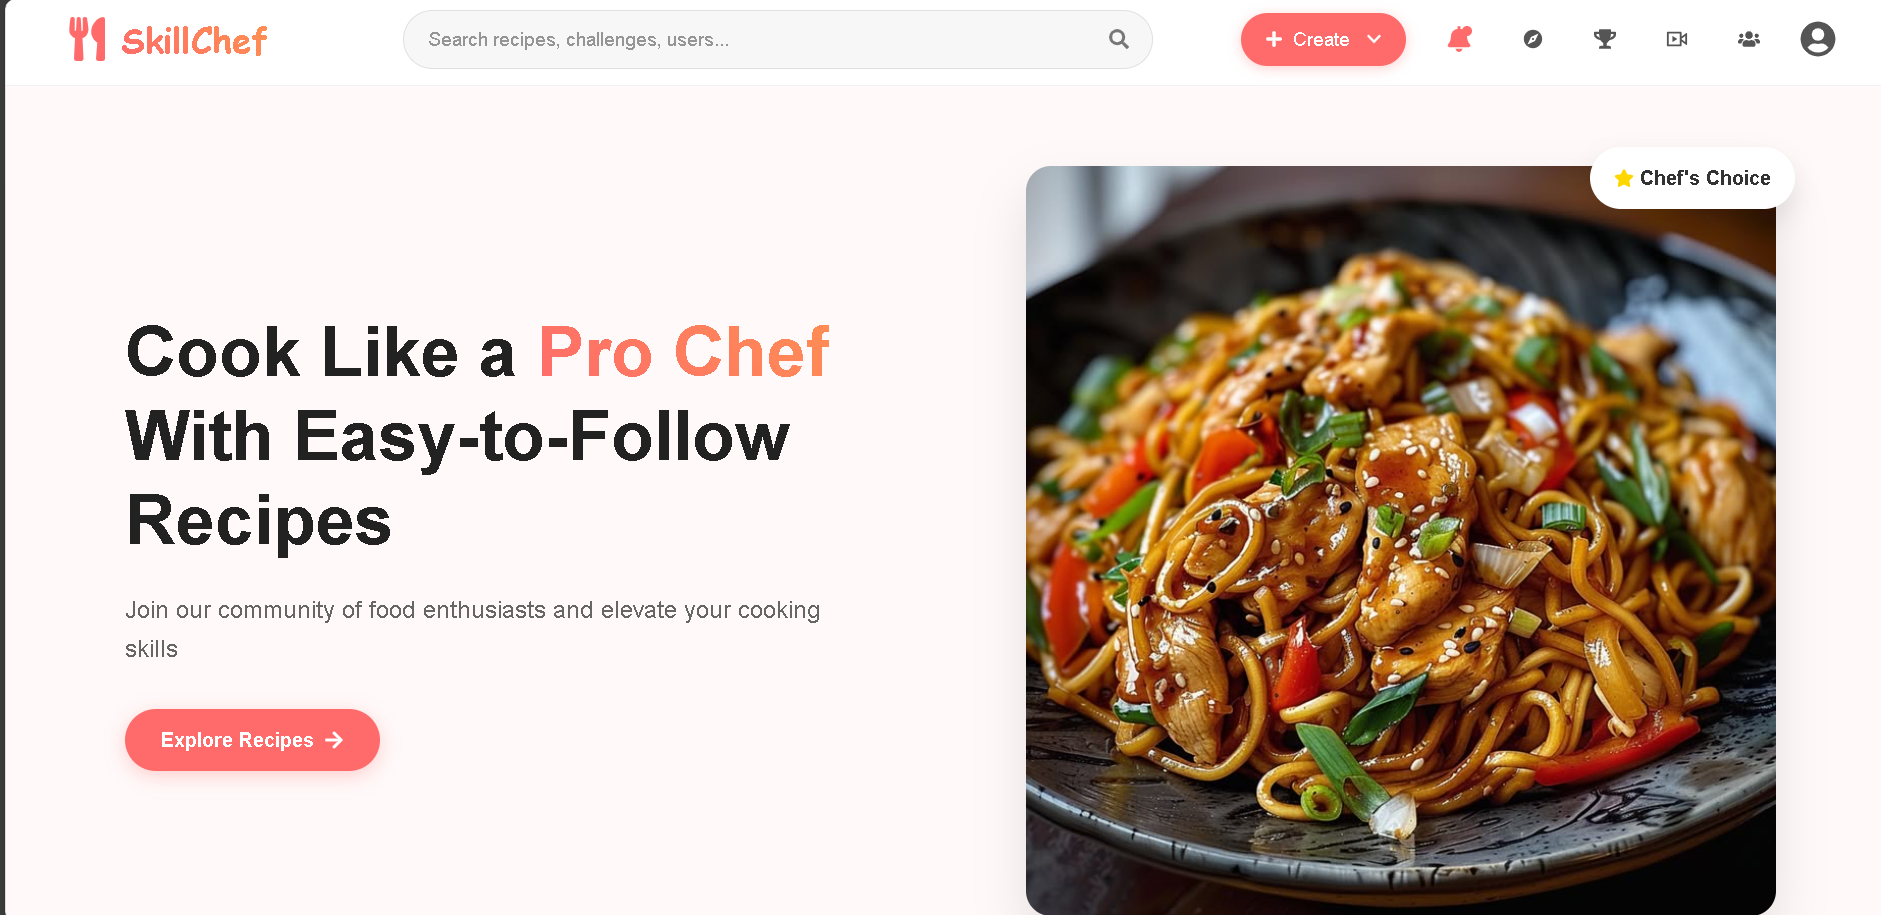 SkillChef
Search recipes, challenges, users...
Create
Chef's Choice
Cook Like a Pro Chef
With Easy-to-Follow
Recipes
Join our community of food enthusiasts and elevate your cooking
skills
Explore Recipes